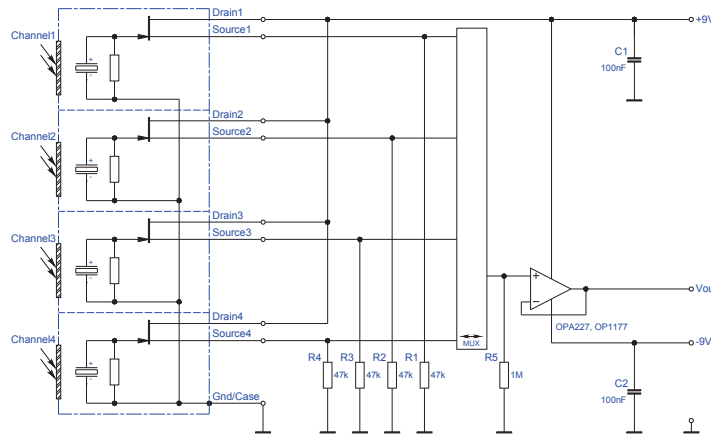 Drain1
+9V
Channel1
Source1
C1
100nF
+
-
Drain2
Channel2
Source2
+
-
Drain3
Channel3
Source3
+
-
+
-
Vou
OPA227, OP1177
Drain4
Channel4
Source4
MUX
-9V
+
-
R4
R3
R2
R1
R5
47k
47k
47k
47k
1M
C2
100nF
Gnd/Case